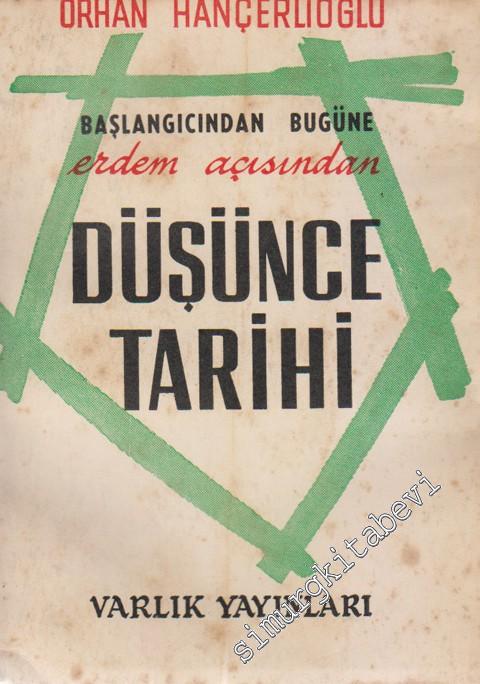 ORHAN HANÇERLİOĞLU
BAŞLANGICINDAN BUGÜNE
erdem açısından
DÜŞÜNCE
TARİHİ
VARLIK YAYINLARI
simurgkitabevi